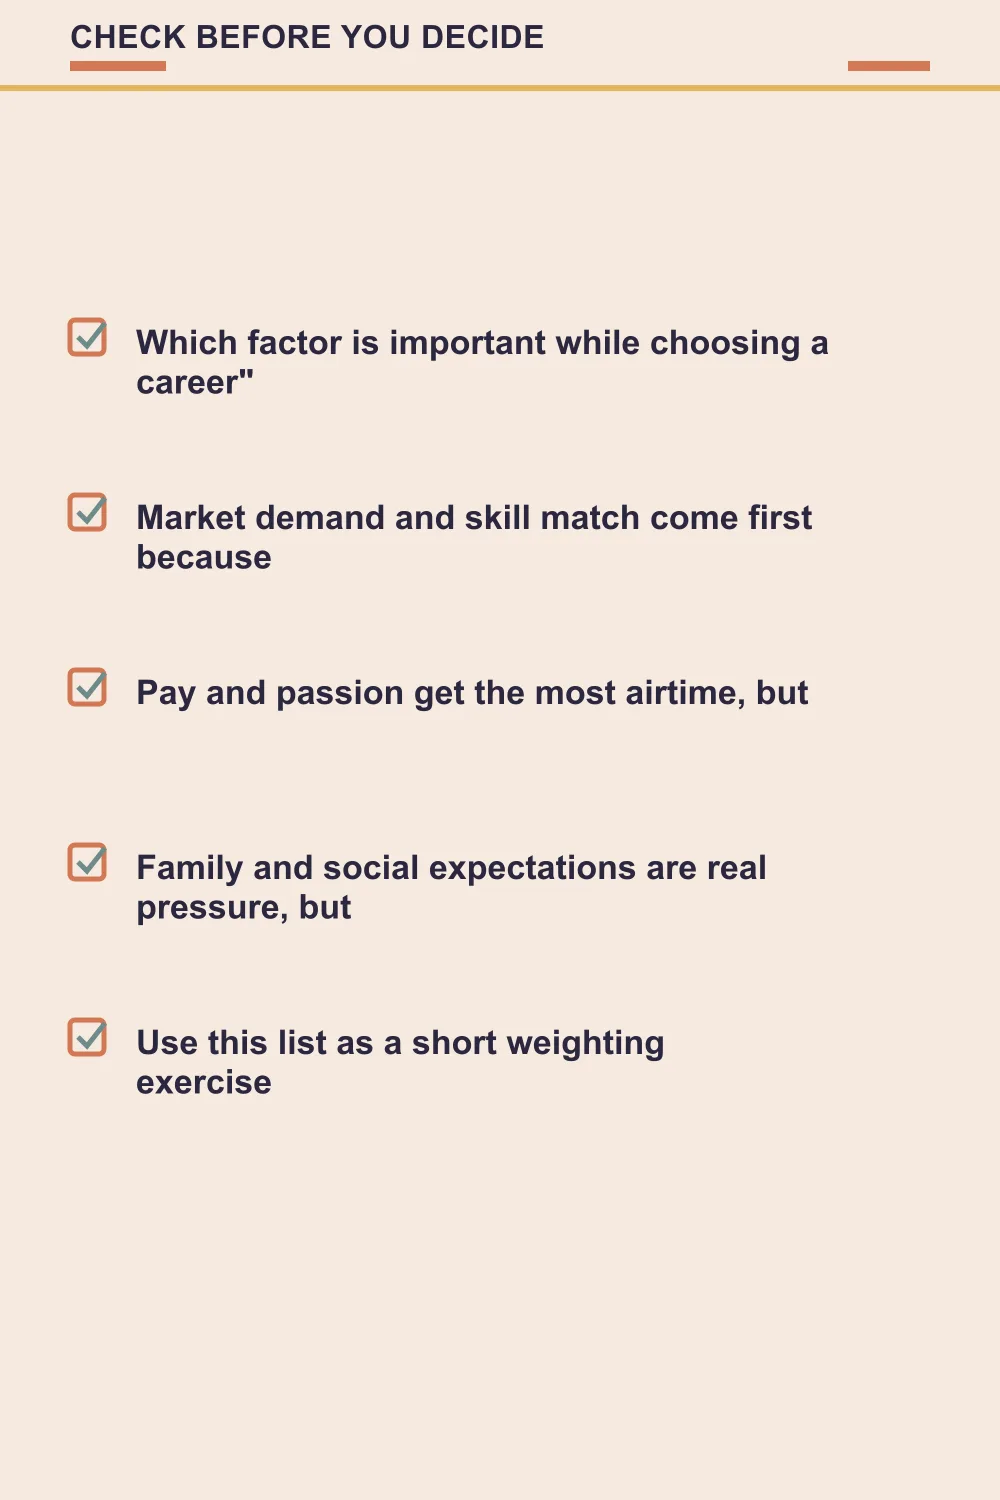 CHECK BEFORE YOU DECIDE
Which factor is important while choosing a
career"
Market demand and skill match come first
because
Pay and passion get the most airtime, but
Family and social expectations are real
pressure, but
Use this list as a short weighting
exercise